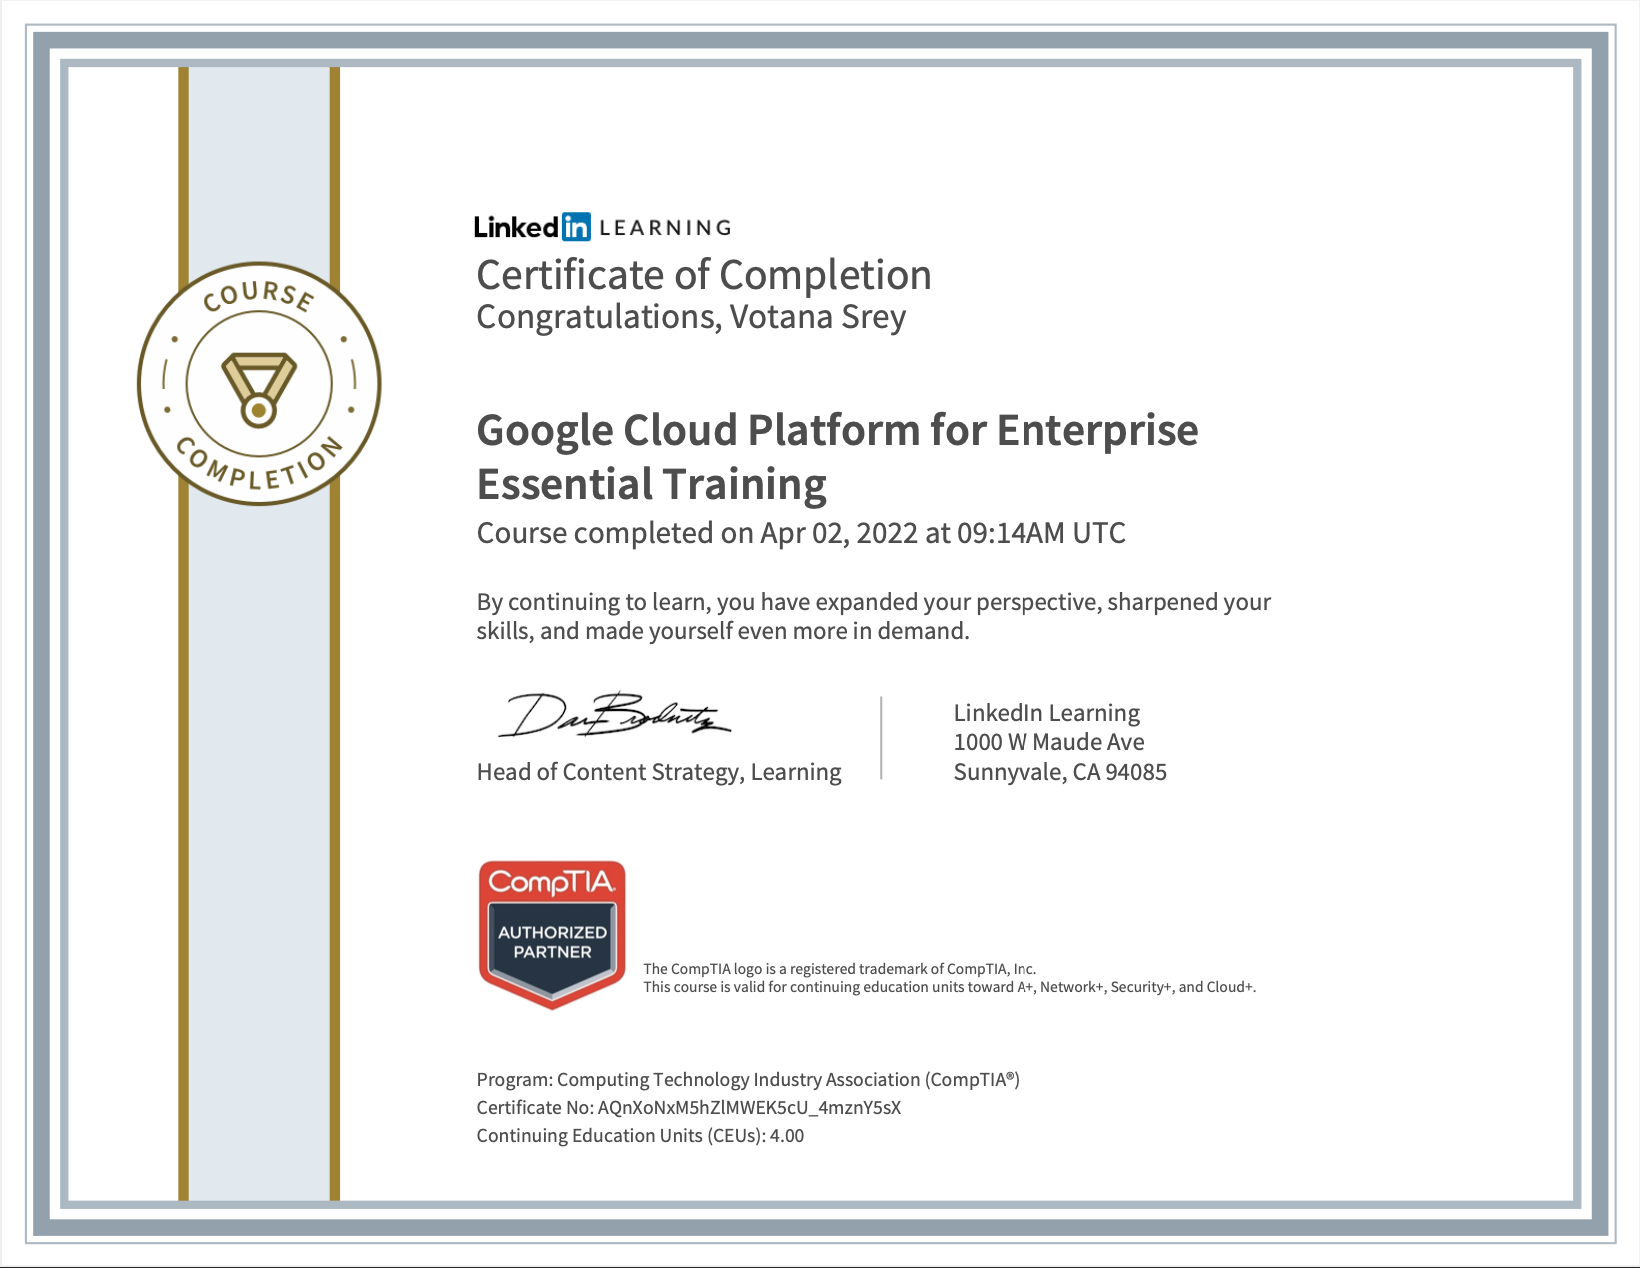 COURSE
COMPLETION
Linked in LEARNING
Certificate of Completion
Congratulations, Votana Srey
Google Cloud Platform for Enterprise
Essential Training
Course completed on Apr 02, 2022 at 09:14AM UTC
By continuing to learn, you have expanded your perspective, sharpened your
skills, and made yourself even more in demand.
Head of Content Strategy, Learning
LinkedIn Learning
1000 W Maude Ave
Sunnyvale, CA 94085
CompTIA.
AUTHORIZED
PARTNER
The CompTIA logo is a registered trademark of CompTIA, Inc.
This course is valid for continuing education units toward A+, Network+, Security+, and Cloud+.
Program: Computing Technology Industry Association (CompTIA®)
Certificate No: AQnXoNxM5hZlMWEK5cU_4mznY5sX
Continuing Education Units (CEUs): 4.00